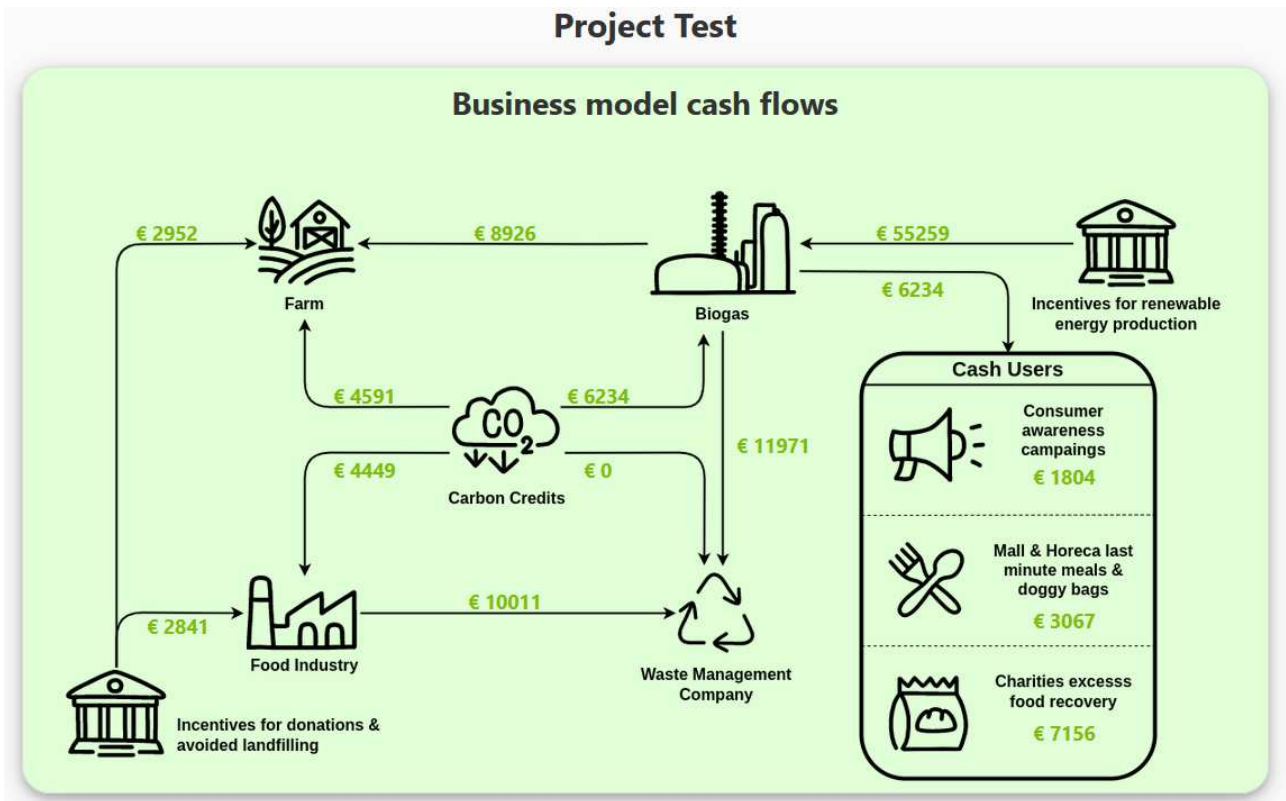 Project Test
Business model cash flows
€ 2952
€ 8926
€ 55259
€ 6234
Farm
Biogas
Incentives for renewable
energy production
Cash Users
€ 4591
€ 6234
CO2
Consumer
awareness
campaings
€ 1804
€ 11971
€ 4449
€ 0
Carbon Credits
Mall & Horeca last
minute meals &
doggy bags
€ 3067
€ 10011
€ 2841
Food Industry
Waste Management
Company
Charities excesss
food recovery
€ 7156
Incentives for donations &
avoided landfilling